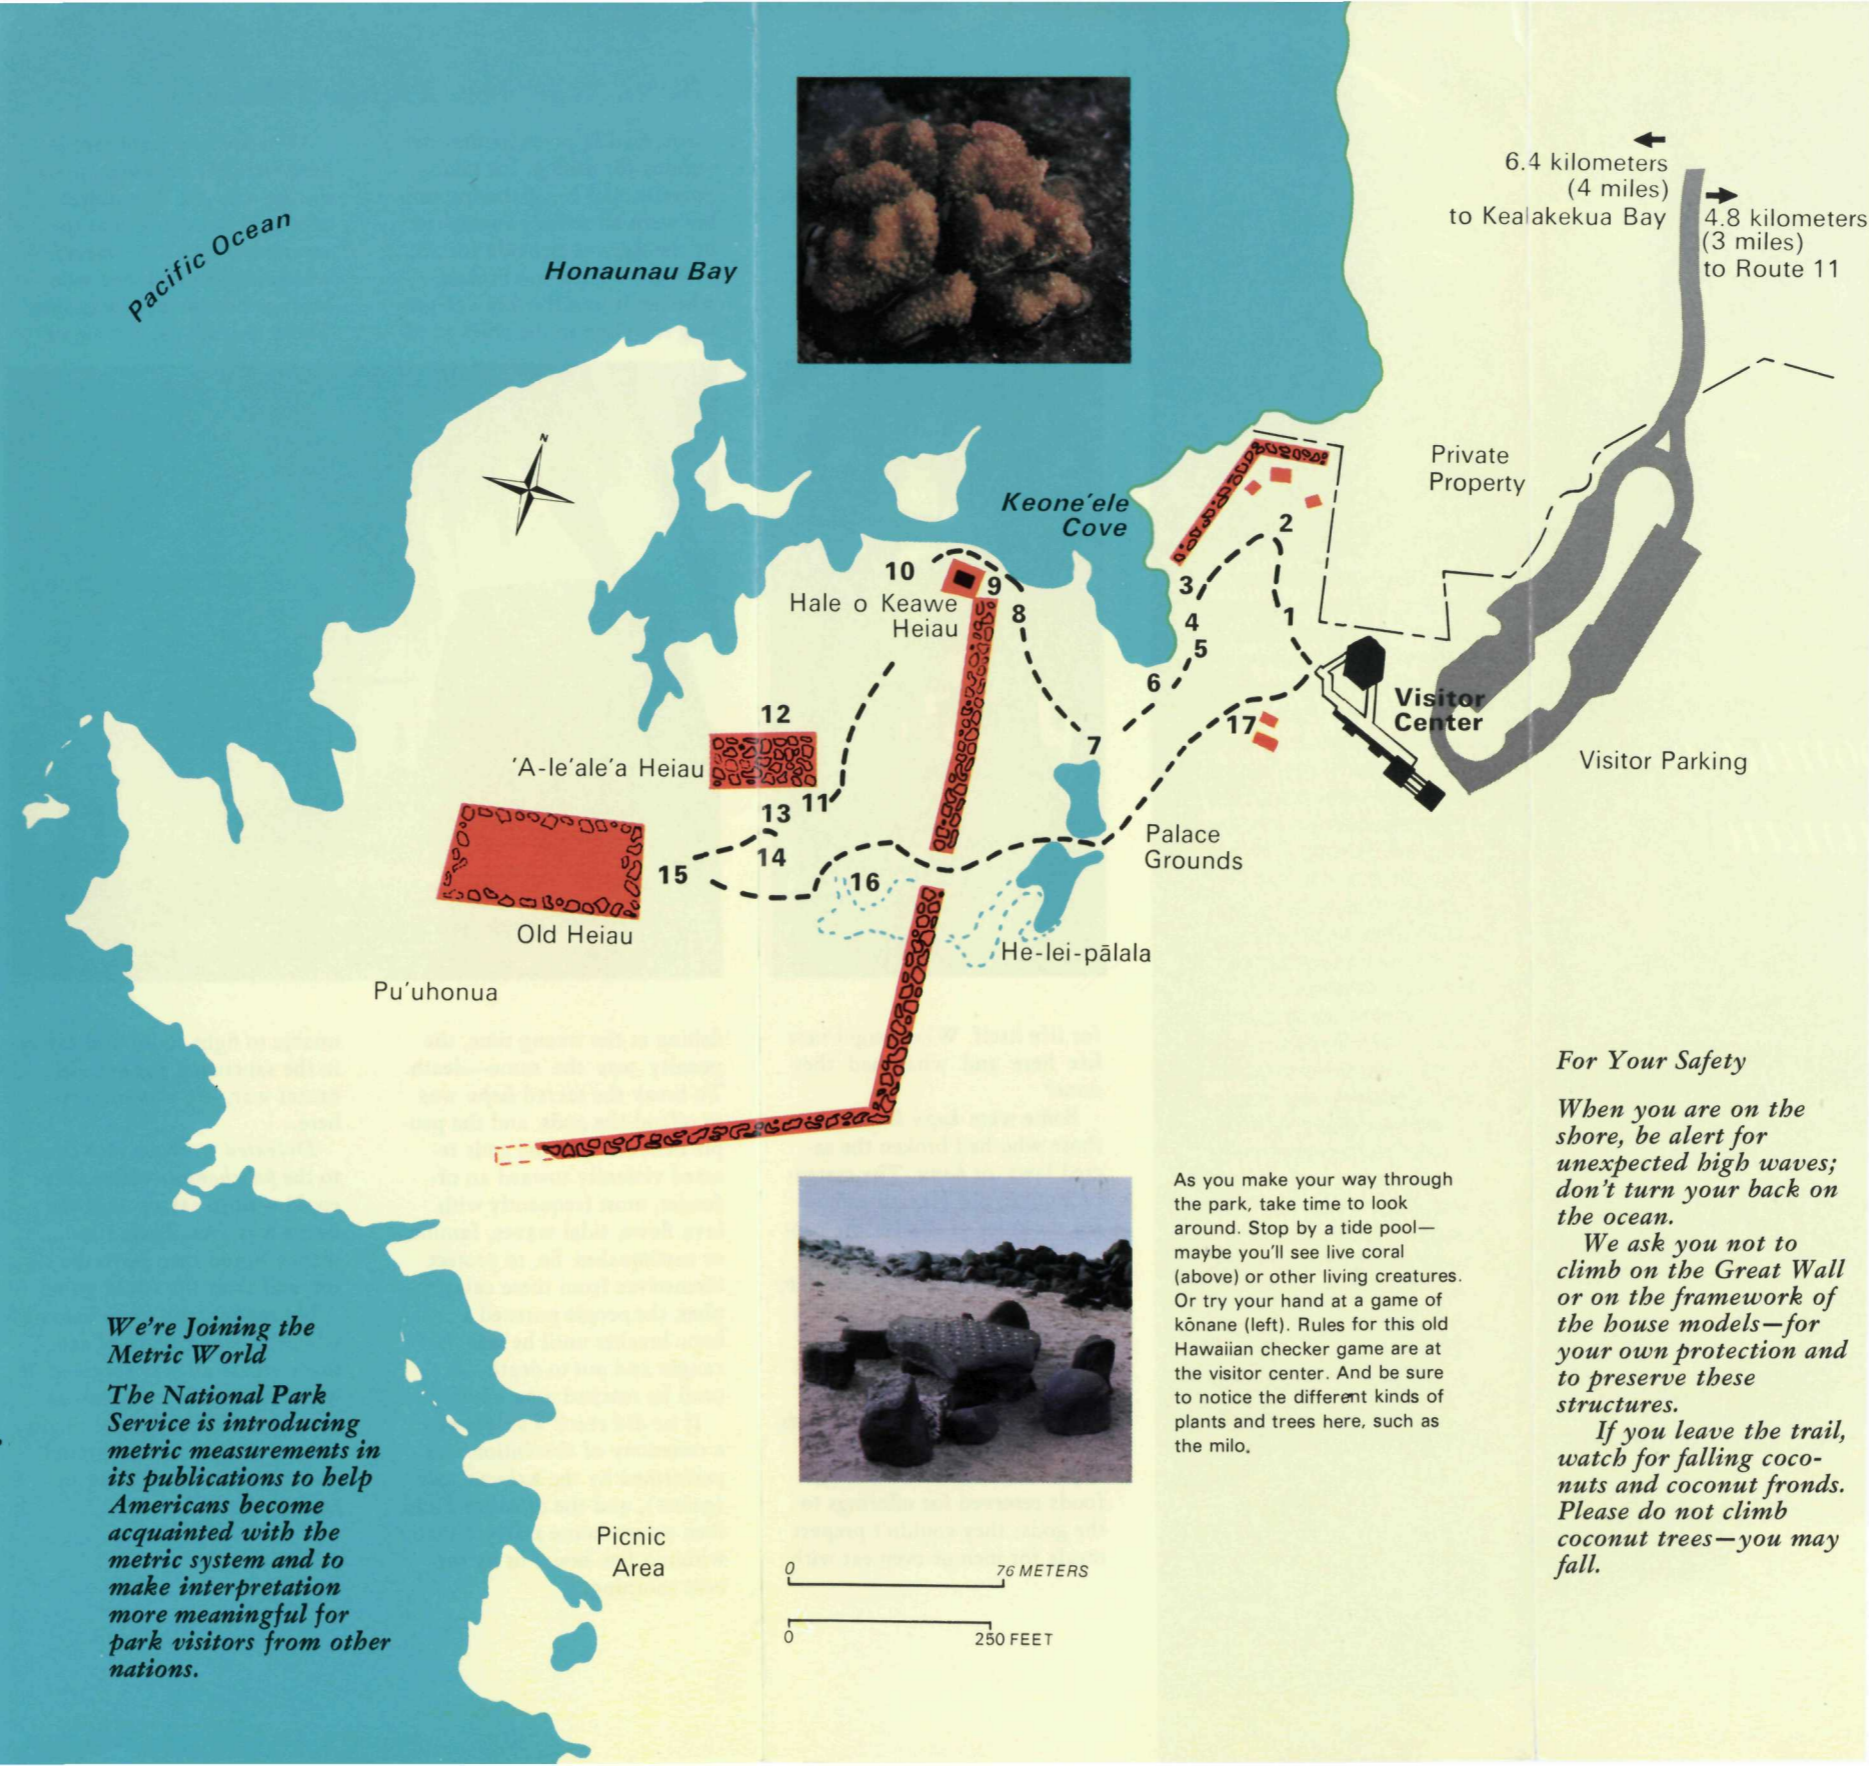 Pacific Ocean
Honaunau Bay
6.4 kilometers
(4 miles)
to Kealakekua Bay
4.8 kilometers
(3 miles)
to Route 11
N
Keone'ele
Cove
Private
Property
2
10
9
3
8
1
Hale o Keawe
Heiau
4
5
6
Visitor
Center
12
17
7
'A-le'ale'a Heiau
Visitor Parking
11
13
14
Palace
Grounds
15
16
Old Heiau
He-lei-pālala
Pu'uhonua
For Your Safety
When you are on the
shore, be alert for
unexpected high waves;
don't turn your back on
the ocean.
We ask you not to
climb on the Great Wall
or on the framework of
the house models—for
your own protection and
to preserve these
structures.
If you leave the trail,
watch for falling coco-
nuts and coconut fronds.
Please do not climb
coconut trees—you may
fall.
As you make your way through
the park, take time to look
around. Stop by a tide pool—
maybe you'll see live coral
(above) or other living creatures.
Or try your hand at a game of
kōnane (left). Rules for this old
Hawaiian checker game are at
the visitor center. And be sure
to notice the different kinds of
plants and trees here, such as
the milo.
We're Joining the
Metric World
The National Park
Service is introducing
metric measurements in
its publications to help
Americans become
acquainted with the
metric system and to
make interpretation
more meaningful for
park visitors from other
nations.
Picnic
Area
0 76 METERS
0 250 FEET